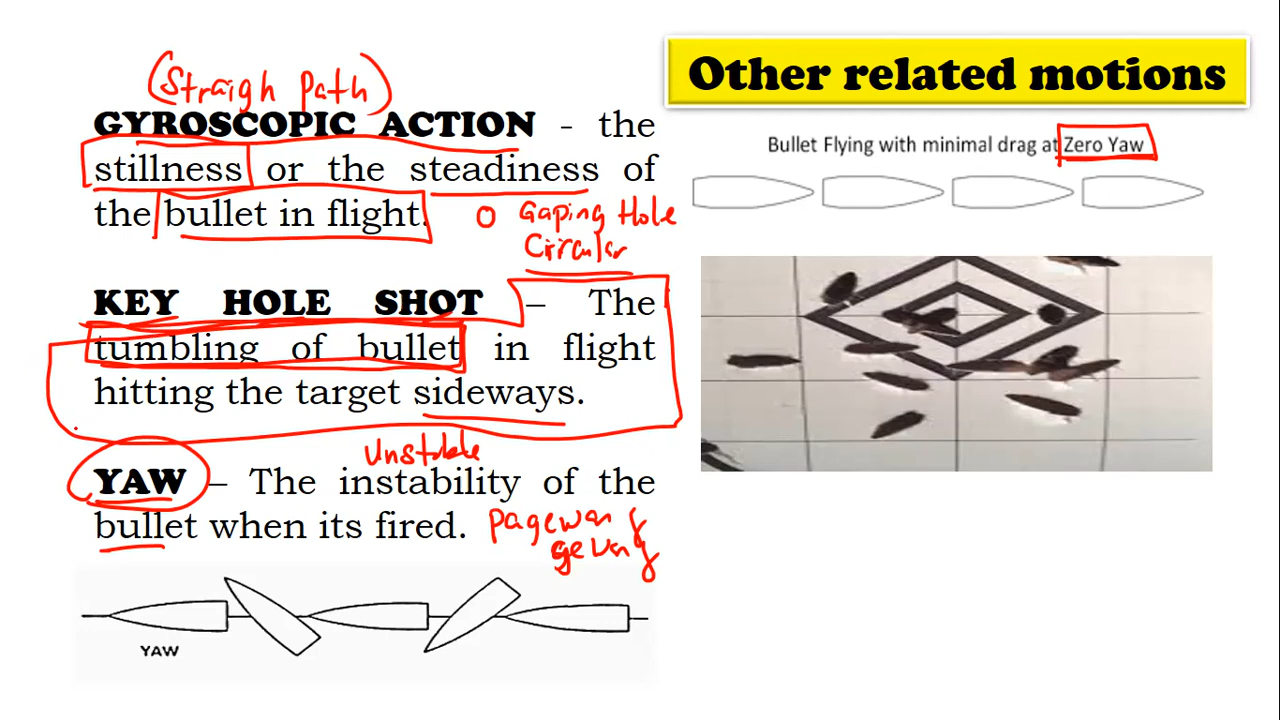 (Straigh Path)
GYROSCOPIC ACTION - the
stillness or the steadiness of
the bullet in flight.
O Gaping Hole
Circular
KEY HOLE SHOT – The
tumbling of bullet in flight
hitting the target sideways.
Unstable
YAW – The instability of the
bullet when its fired.
pagewang
gewang
YAW
Other related motions
Bullet Flying with minimal drag at Zero Yaw